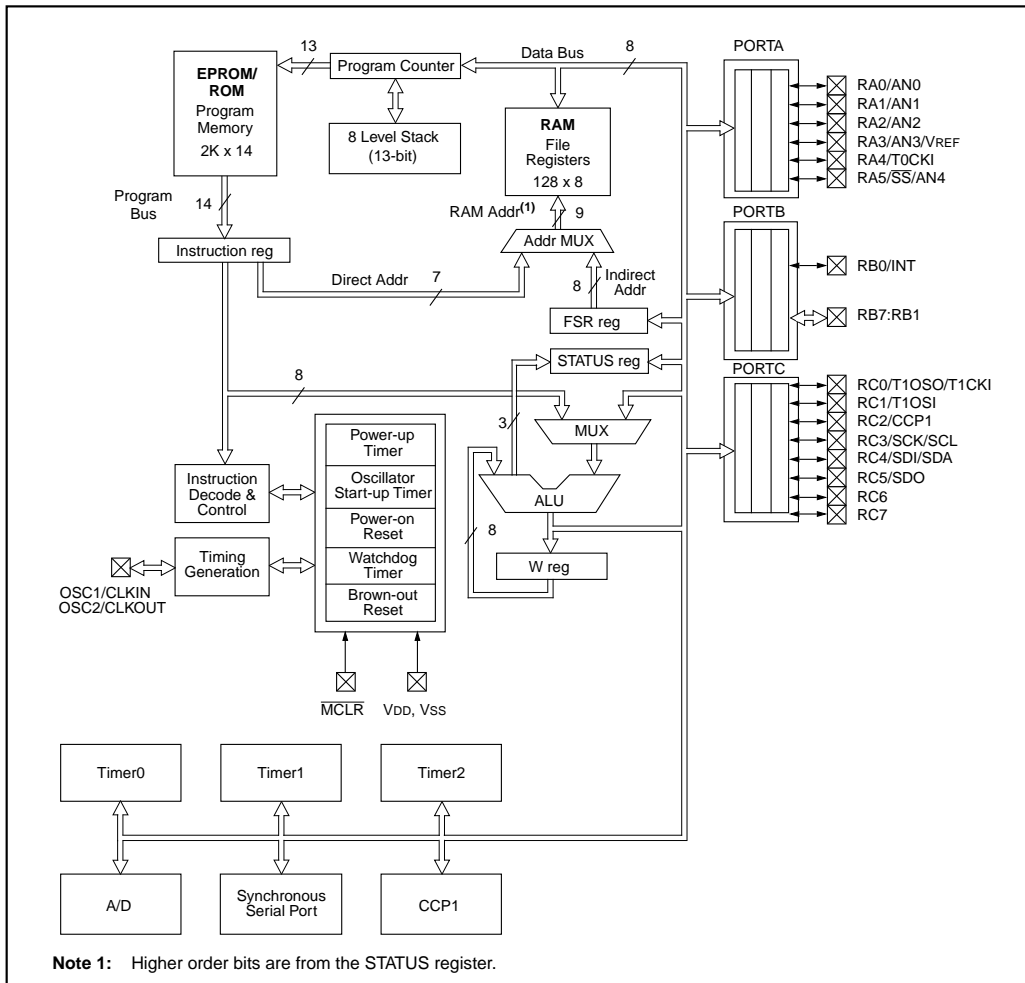 EPROM/
ROM
Program
Memory
2K x 14
13
Program Counter
8 Level Stack
(13-bit)
Data Bus
8
RAM
File
Registers
128 x 8
Program
Bus
14
RAM Addr(1)
9
Addr MUX
Instruction reg
Direct Addr
7
8
Indirect
Addr
FSR reg
STATUS reg
8
3
MUX
ALU
8
W reg
Power-up
Timer
Oscillator
Start-up Timer
Power-on
Reset
Watchdog
Timer
Brown-out
Reset
Instruction
Decode &
Control
Timing
Generation
OSC1/CLKIN
OSC2/CLKOUT
MCLR
VDD, VSS
PORTA
RA0/AN0
RA1/AN1
RA2/AN2
RA3/AN3/VREF
RA4/T0CKI
RA5/SS/AN4
PORTB
RB0/INT
RB7:RB1
PORTC
RC0/T1OSO/T1CKI
RC1/T1OSI
RC2/CCP1
RC3/SCK/SCL
RC4/SDI/SDA
RC5/SDO
RC6
RC7
Timer0
Timer1
Timer2
A/D
Synchronous
Serial Port
CCP1
Note 1: Higher order bits are from the STATUS register.